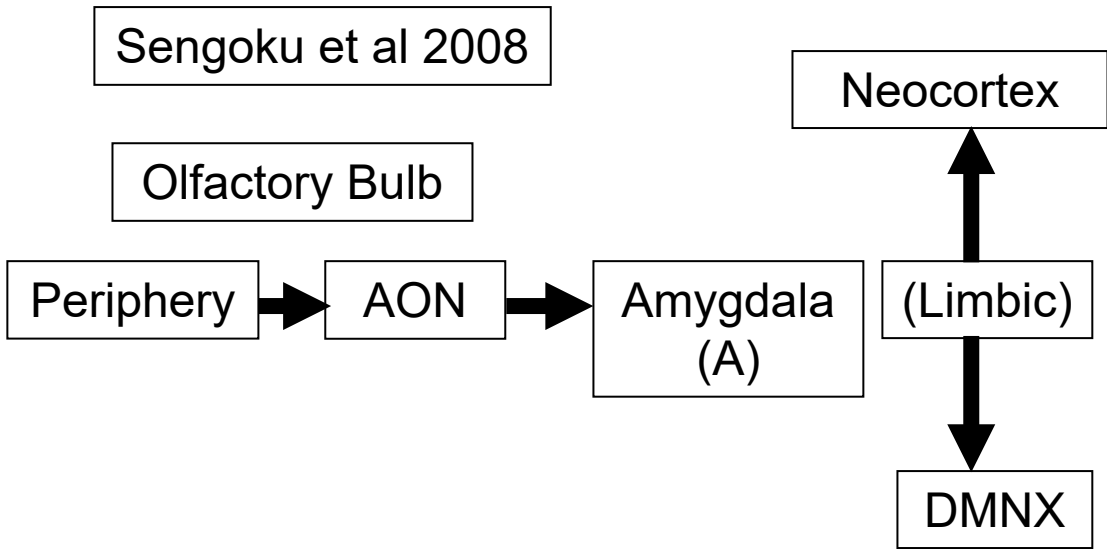 Sengoku et al 2008
Neocortex
Olfactory Bulb
Periphery
AON
Amygdala
(A)
(Limbic)
DMNX